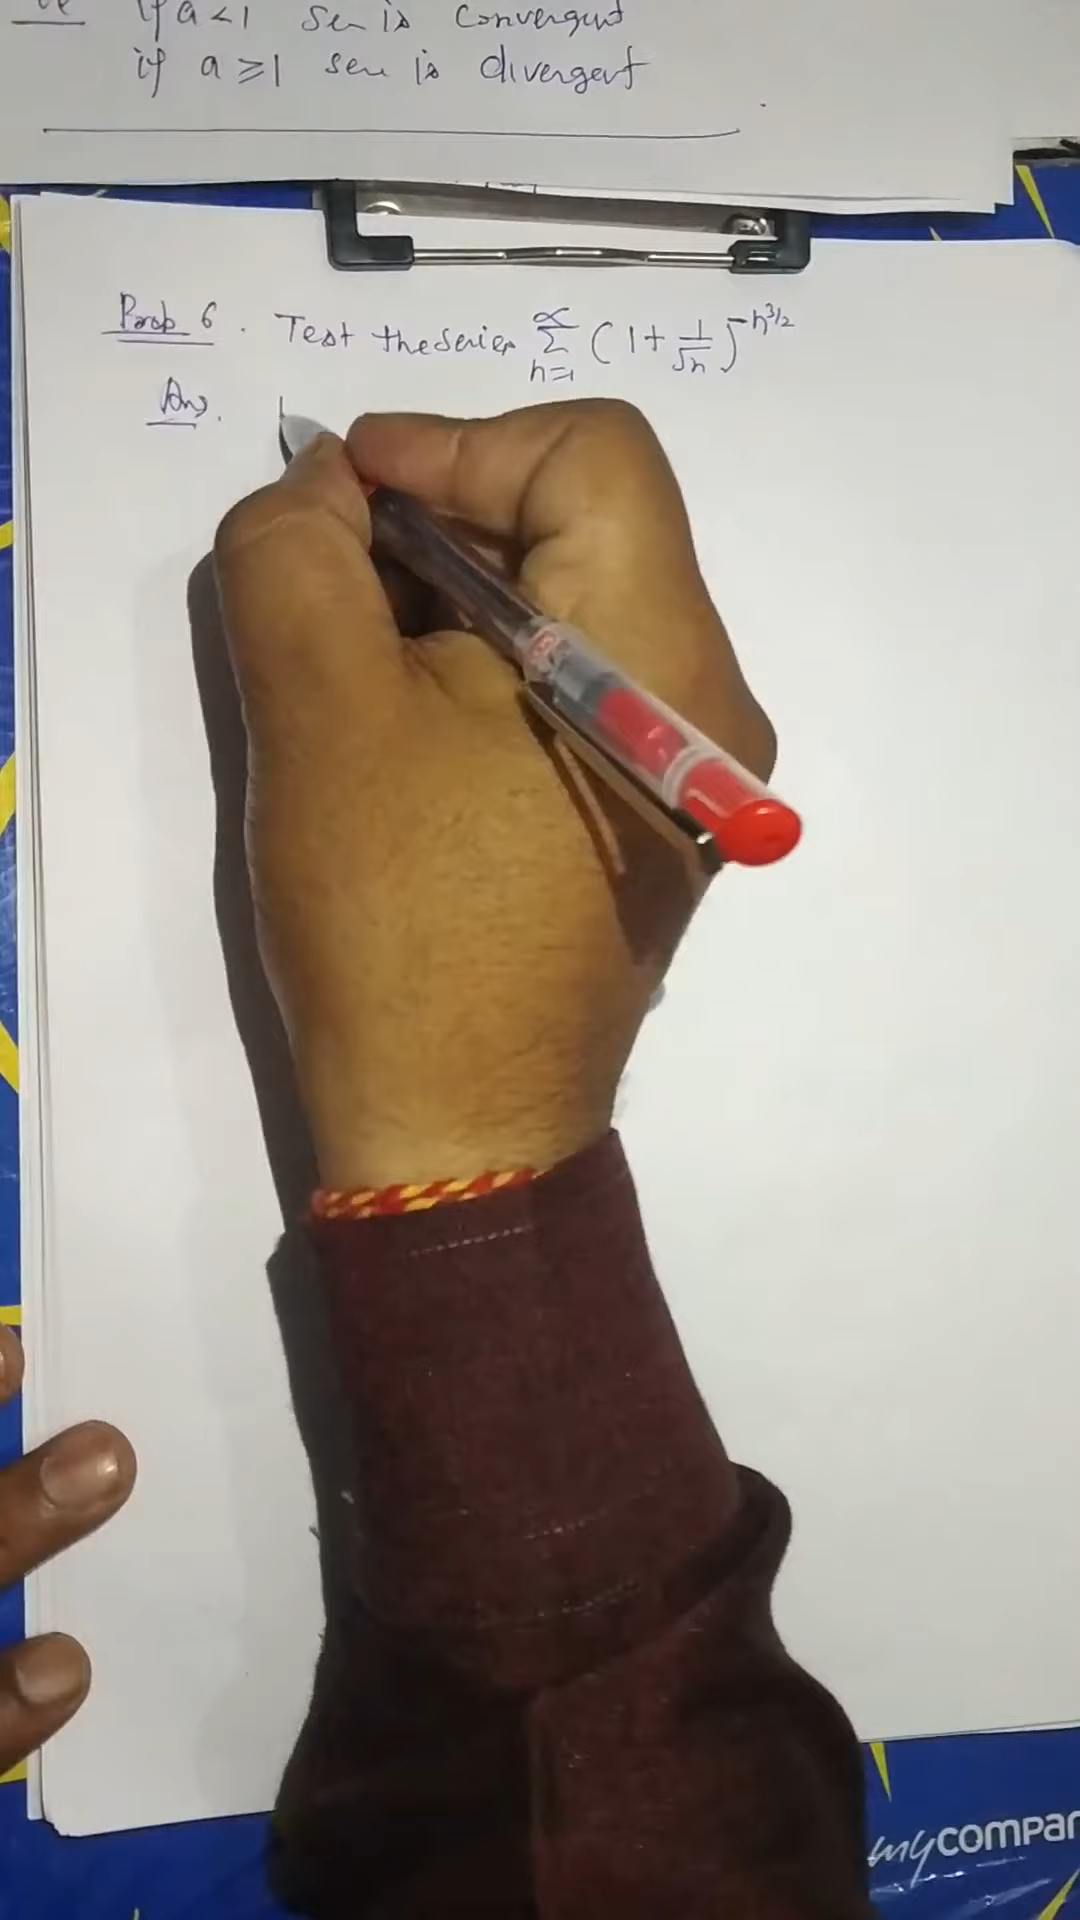 if a < 1 Ser is convergent
if a ≥ 1 Ser is divergent
Prob 6. Test the Series ∑_{n=1}^{∞} (1 + 1/√n)^{-n^{3/2}}
Ans.
myCOMPAN